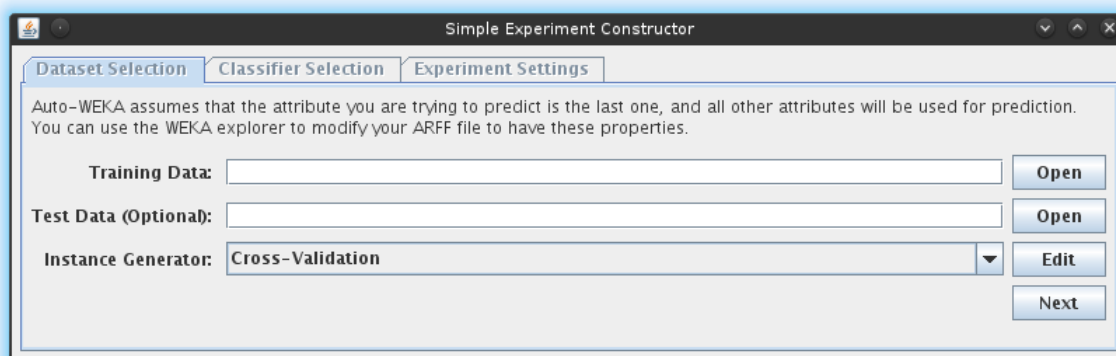 Simple Experiment Constructor
Dataset Selection Classifier Selection Experiment Settings
Auto-WEKA assumes that the attribute you are trying to predict is the last one, and all other attributes will be used for prediction.
You can use the WEKA explorer to modify your ARFF file to have these properties.
Training Data: Open
Test Data (Optional): Open
Instance Generator: Cross-Validation Edit
Next